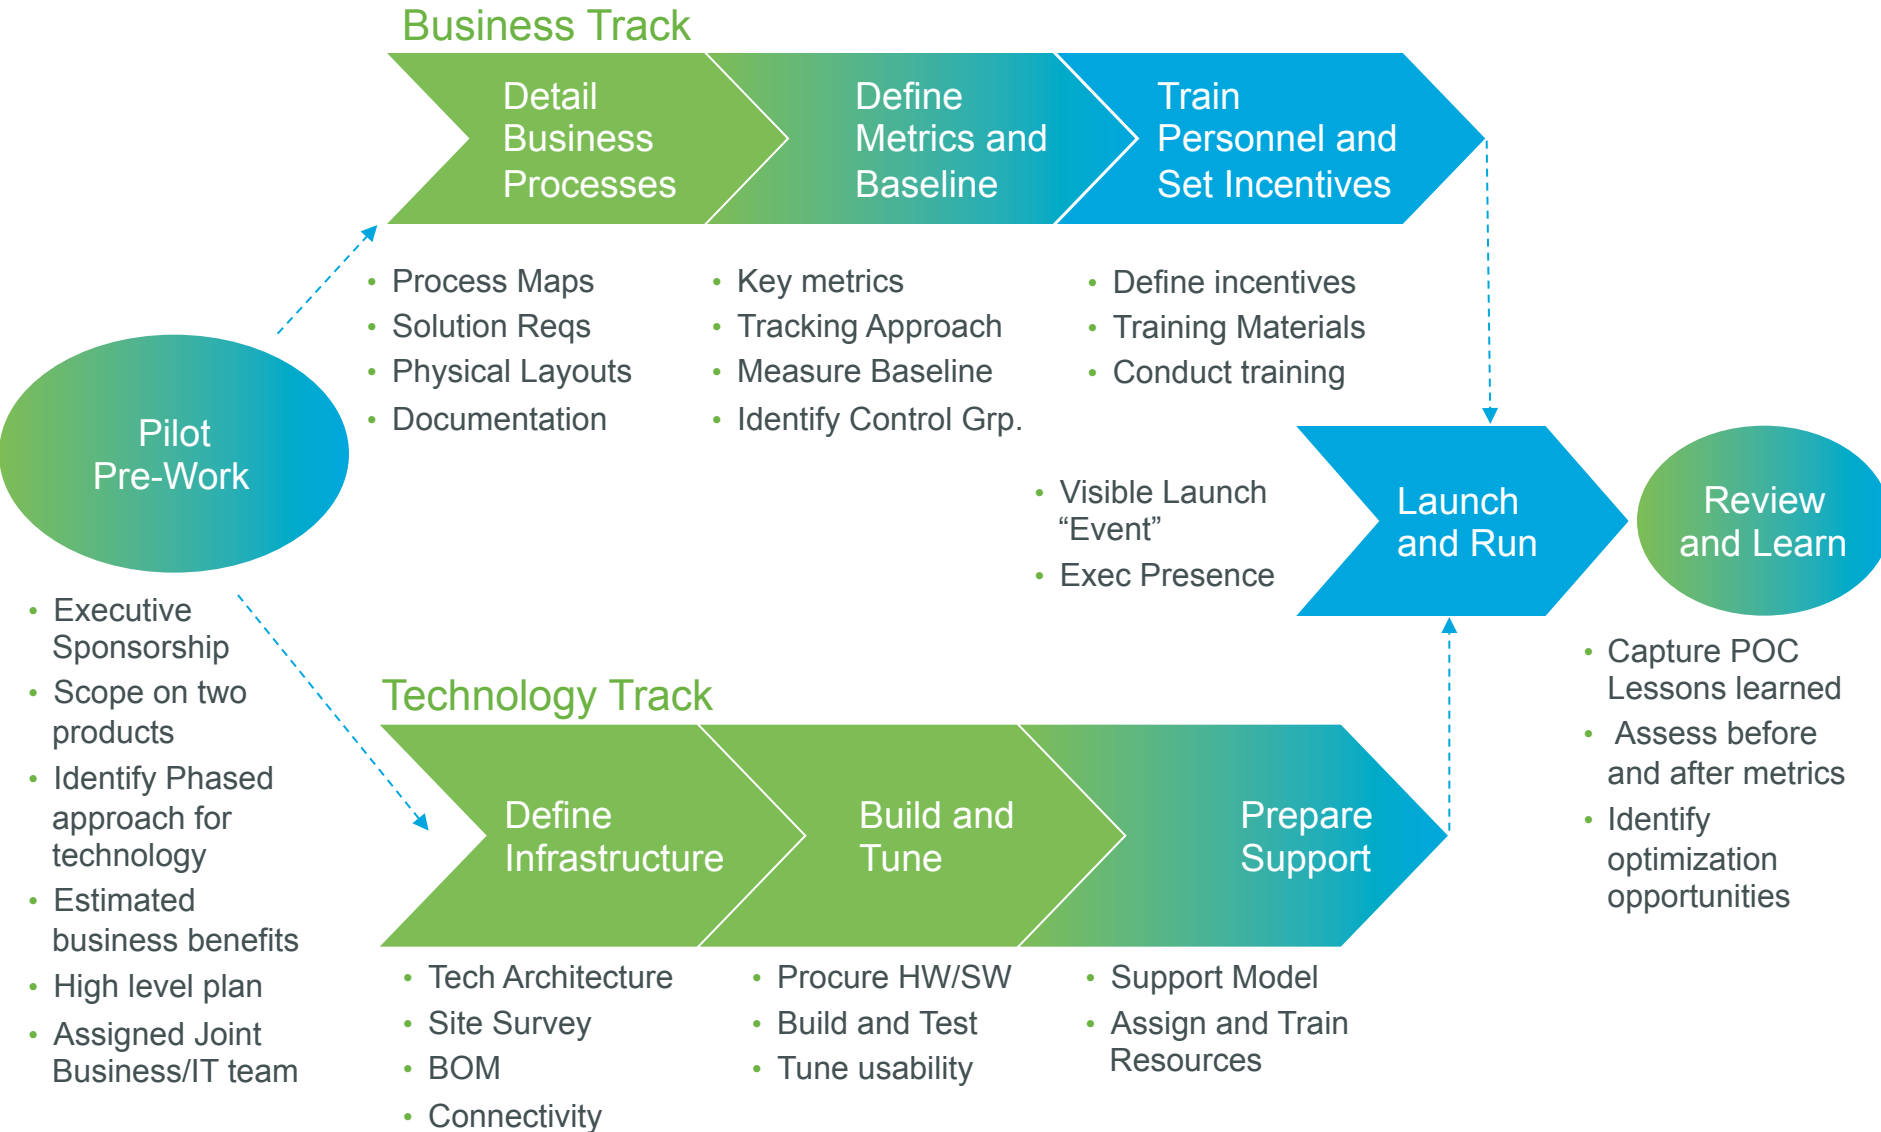 Business Track
Detail
Business
Processes
Define
Metrics and
Baseline
Train
Personnel and
Set Incentives
• Process Maps
• Solution Reqs
• Physical Layouts
• Documentation
• Key metrics
• Tracking Approach
• Measure Baseline
• Identify Control Grp.
• Define incentives
• Training Materials
• Conduct training
Pilot
Pre-Work
• Executive
Sponsorship
• Scope on two
products
• Identify Phased
approach for
technology
• Estimated
business benefits
• High level plan
• Assigned Joint
Business/IT team
• Visible Launch
“Event”
• Exec Presence
Launch
and Run
Review
and Learn
• Capture POC
Lessons learned
• Assess before
and after metrics
• Identify
optimization
opportunities
Technology Track
Define
Infrastructure
Build and
Tune
Prepare
Support
• Tech Architecture
• Site Survey
• BOM
• Connectivity
• Procure HW/SW
• Build and Test
• Tune usability
• Support Model
• Assign and Train
Resources